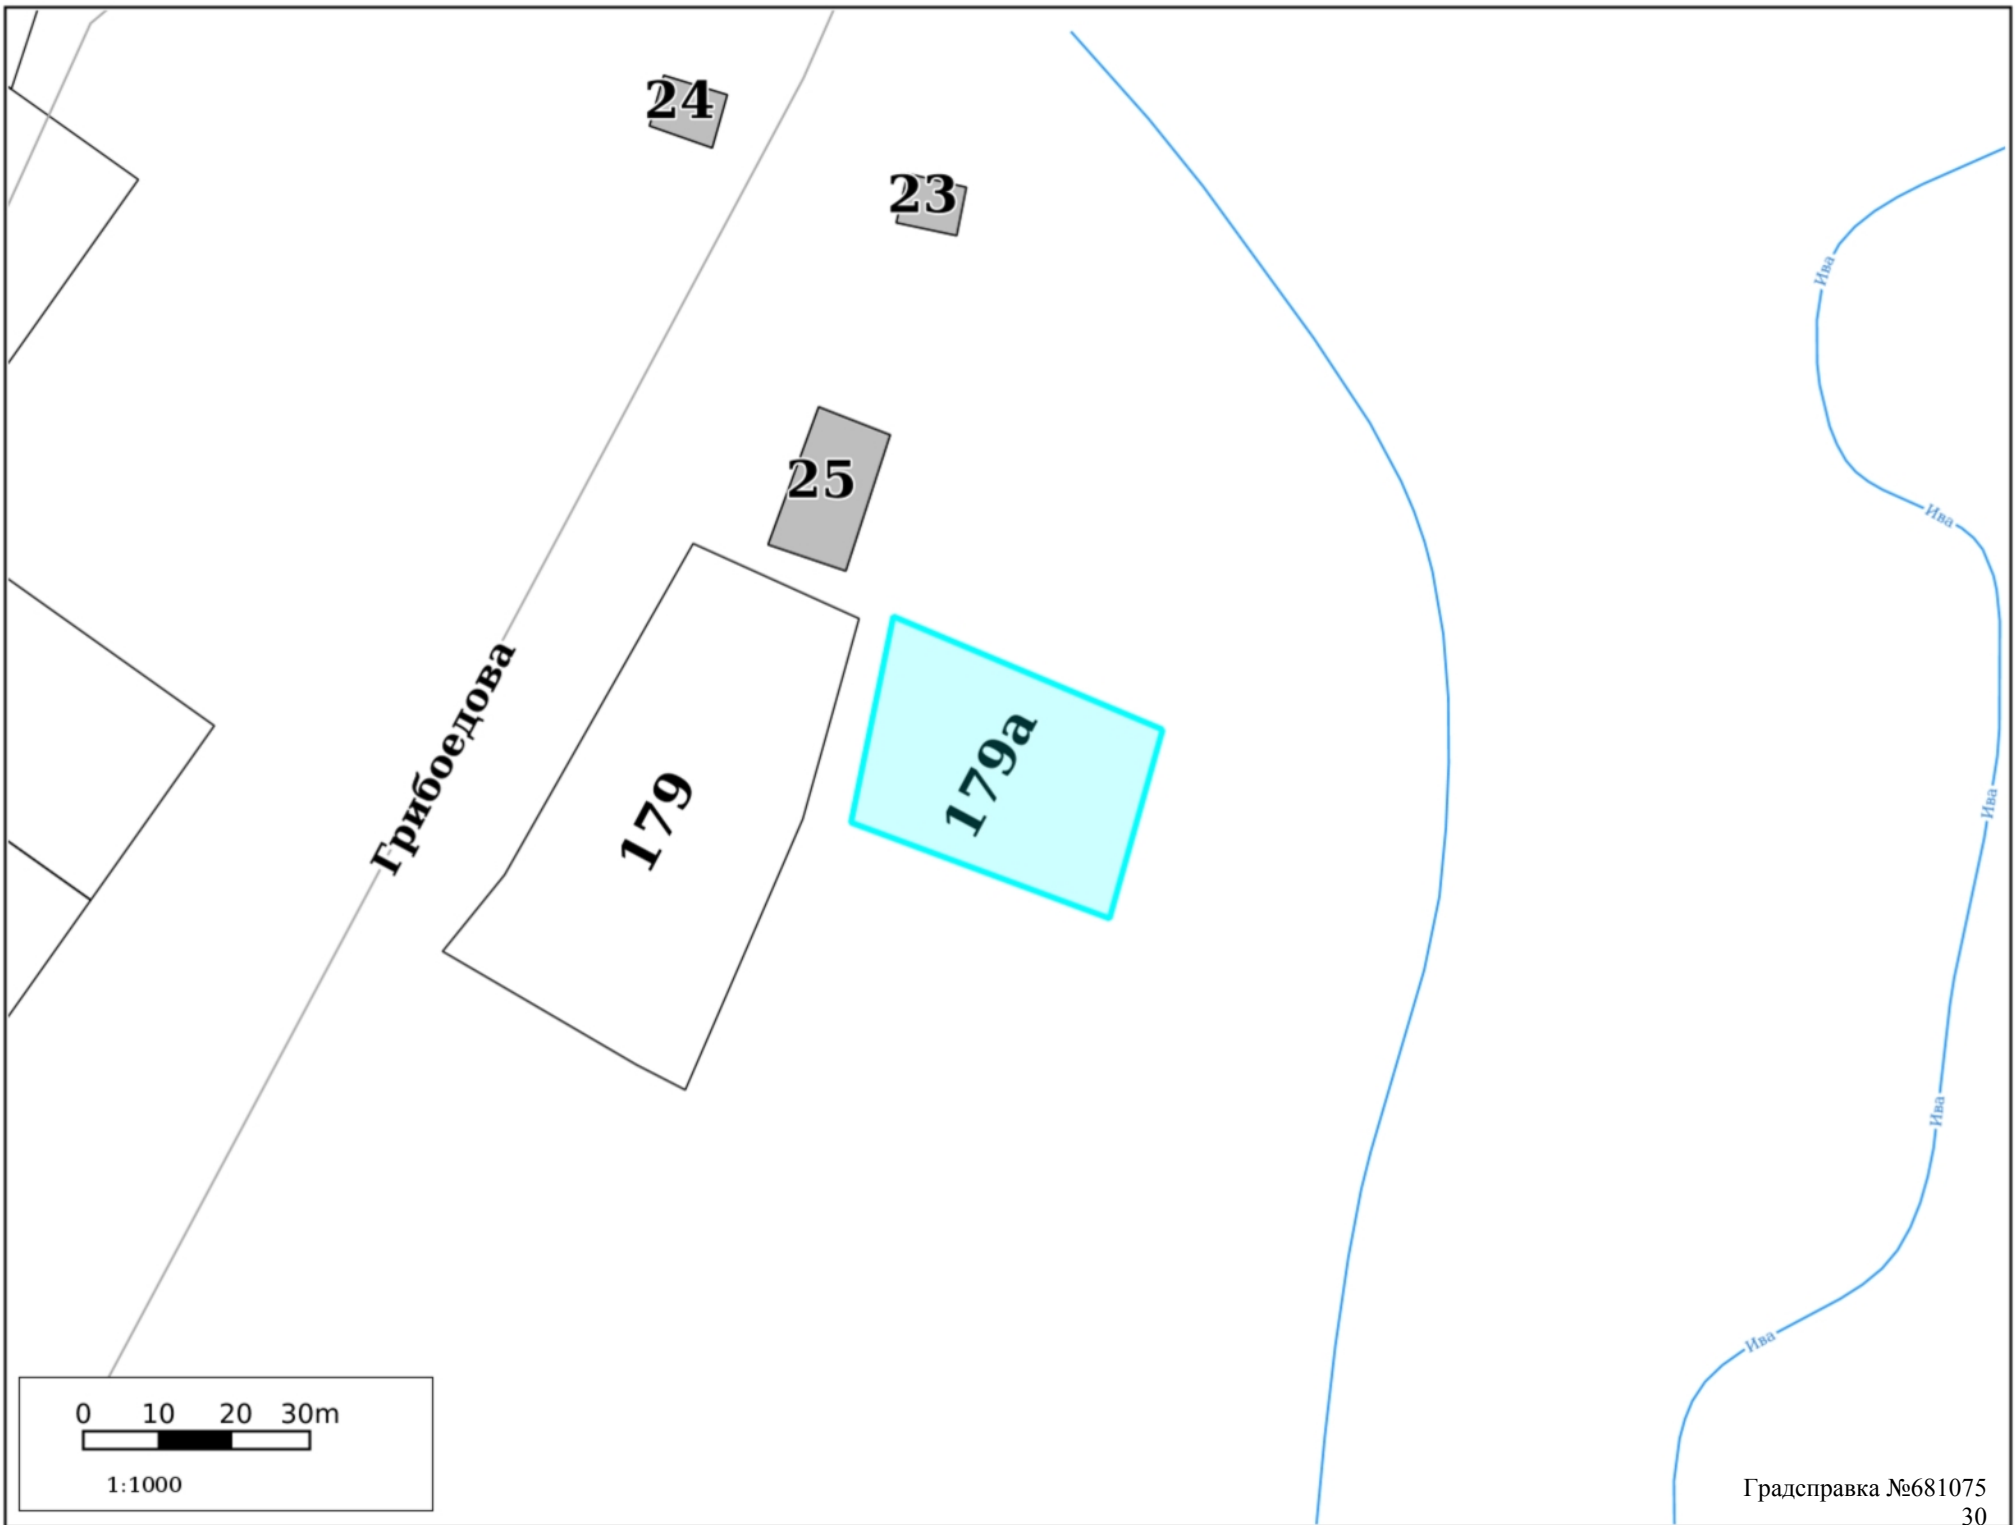 24
23
Ива
25
Ива
Грибоедова
179
179а
Ива
Ива
Ива
0 10 20 30m
1:1000
Градсправка №681075
30